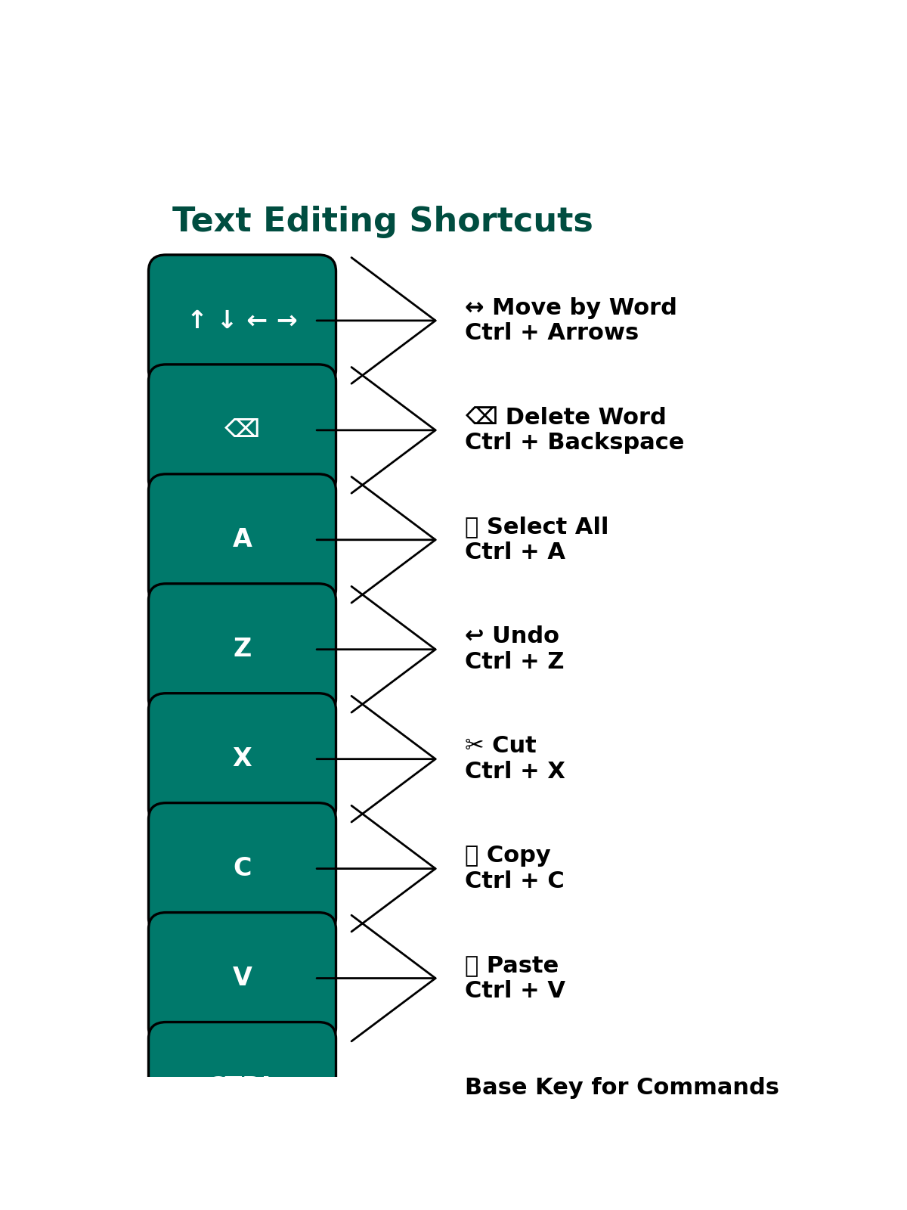 Text Editing Shortcuts
↑ ↓ ← →
↔ Move by Word
Ctrl + Arrows
⌫
⌫ Delete Word
Ctrl + Backspace
A
▯ Select All
Ctrl + A
Z
↩ Undo
Ctrl + Z
X
✂ Cut
Ctrl + X
C
▯ Copy
Ctrl + C
V
▯ Paste
Ctrl + V
CTRL
Base Key for Commands